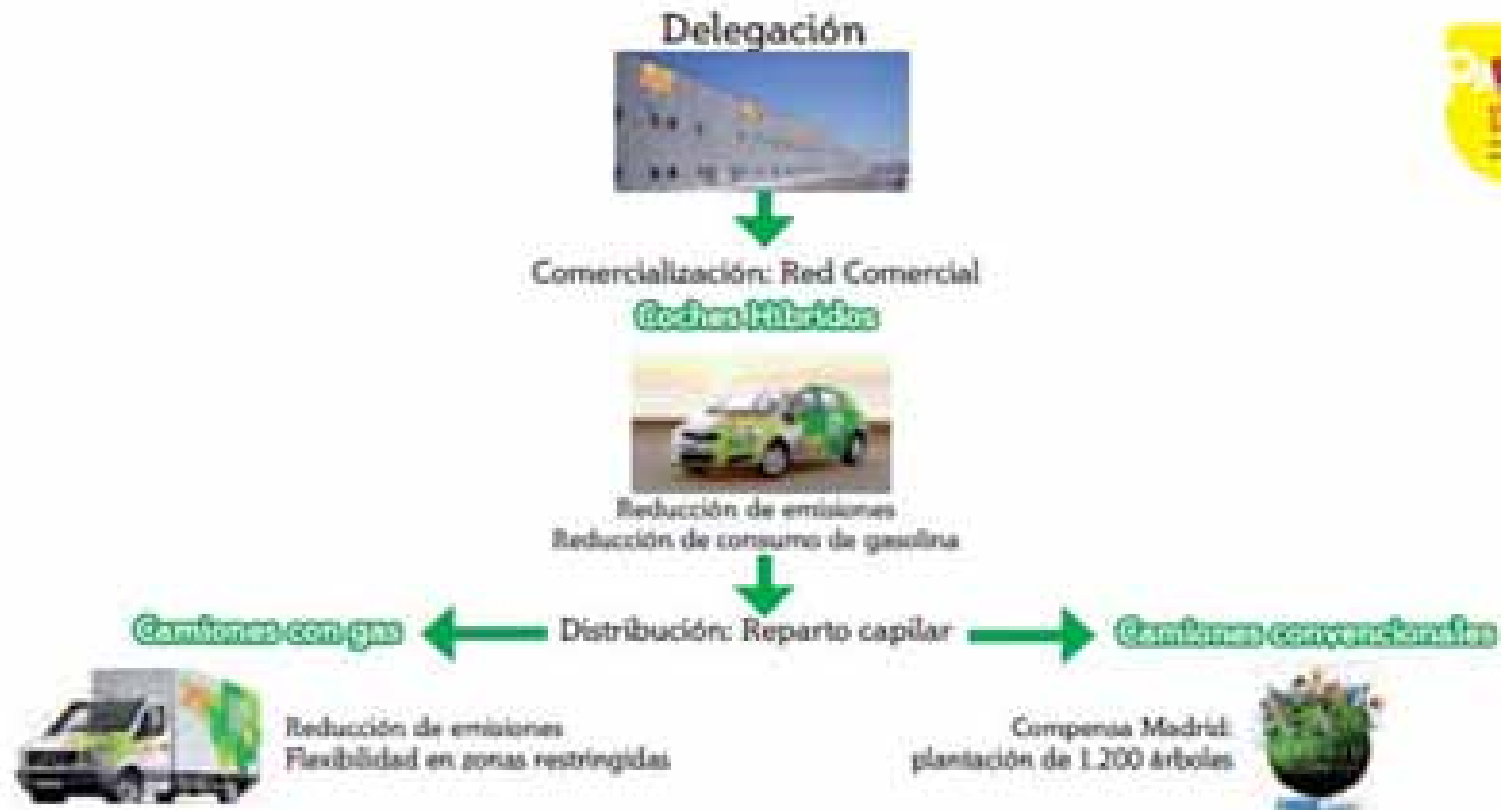 Delegación
Comercialización: Red Comercial
Coches Híbridos
Reducción de emisiones
Reducción de consumo de gasolina
Camiones con gas
Distribución: Reparto capilar
Camiones convencionales
Reducción de emisiones
Flexibilidad en zonas restringidas
Compensa Madrid:
plantación de 1.200 árboles